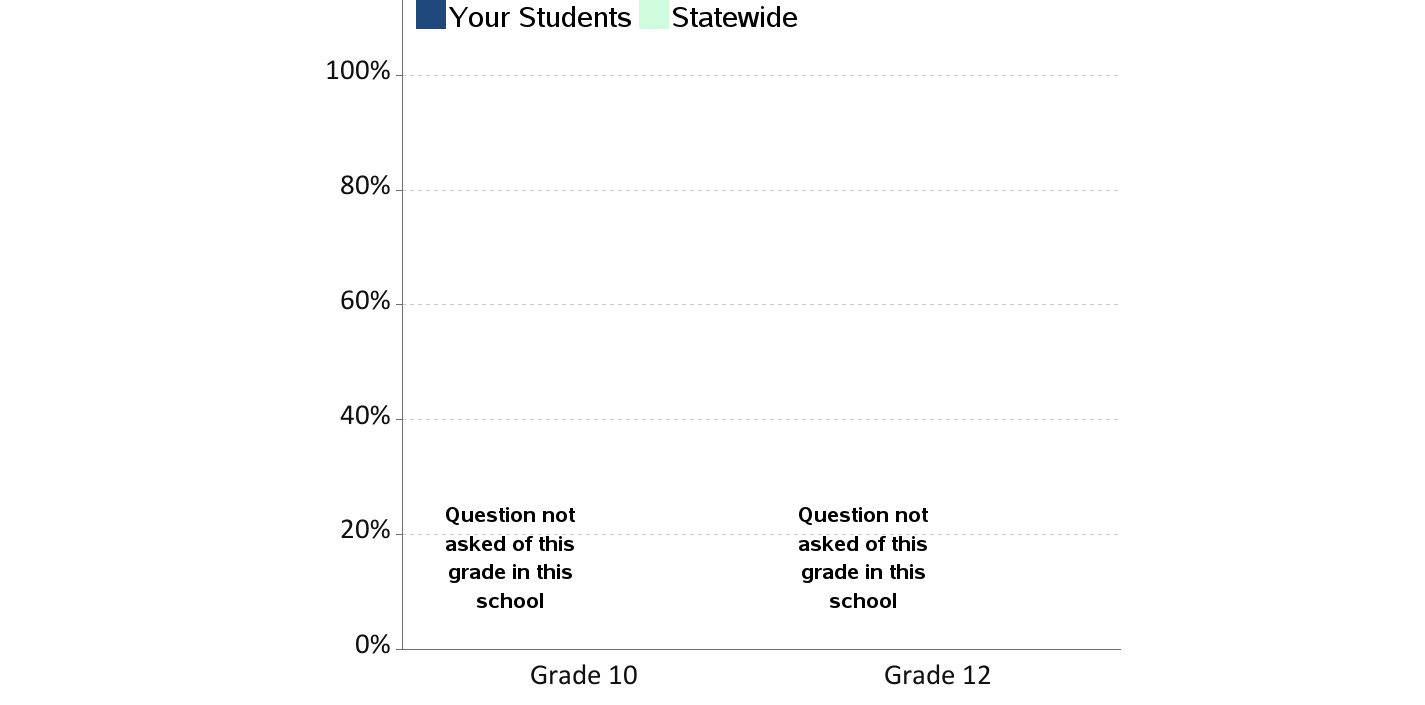 Your Students Statewide
100%
80%
60%
40%
20%
0%
Question not
asked of this
grade in this
school
Question not
asked of this
grade in this
school
Grade 10 Grade 12